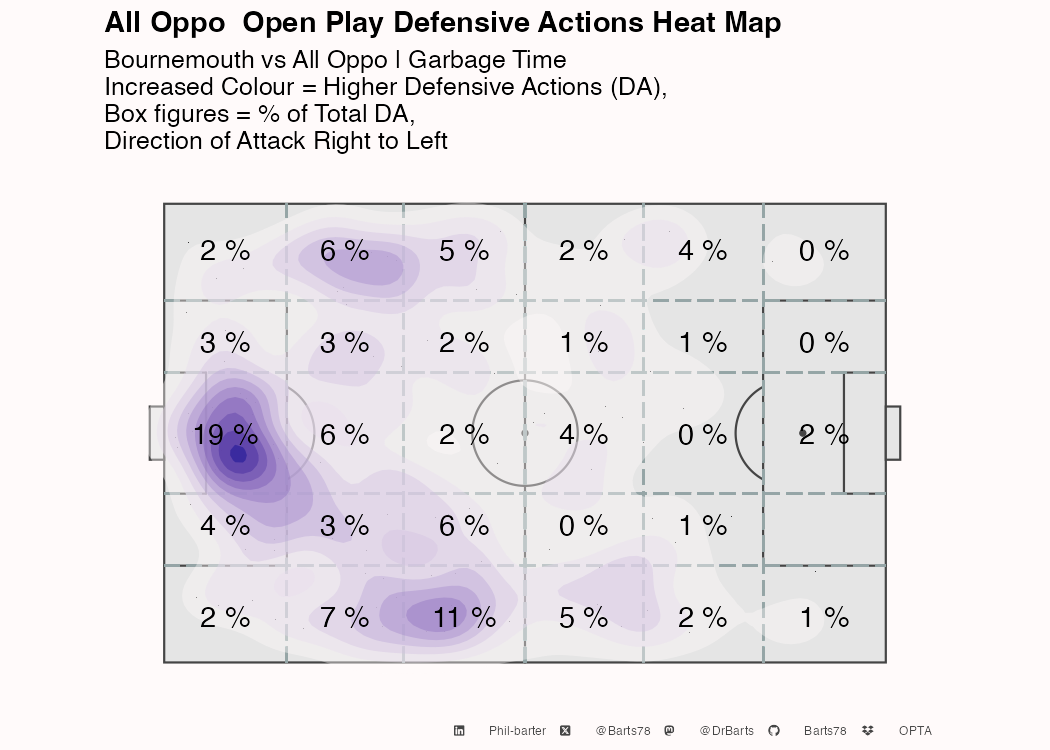 All Oppo  Open Play Defensive Actions Heat Map
Bournemouth vs All Oppo | Garbage Time
Increased Colour = Higher Defensive Actions (DA),
Box figures = % of Total DA,
Direction of Attack Right to Left
2 % 6 % 5 % 2 % 4 % 0 %
3 % 3 % 2 % 1 % 1 % 0 %
19 % 6 % 2 % 4 % 0 % 2 %
4 % 3 % 6 % 0 % 1 %
2 % 7 % 11 % 5 % 2 % 1 %
Phil-barter @Barts78 @DrBarts Barts78 OPTA